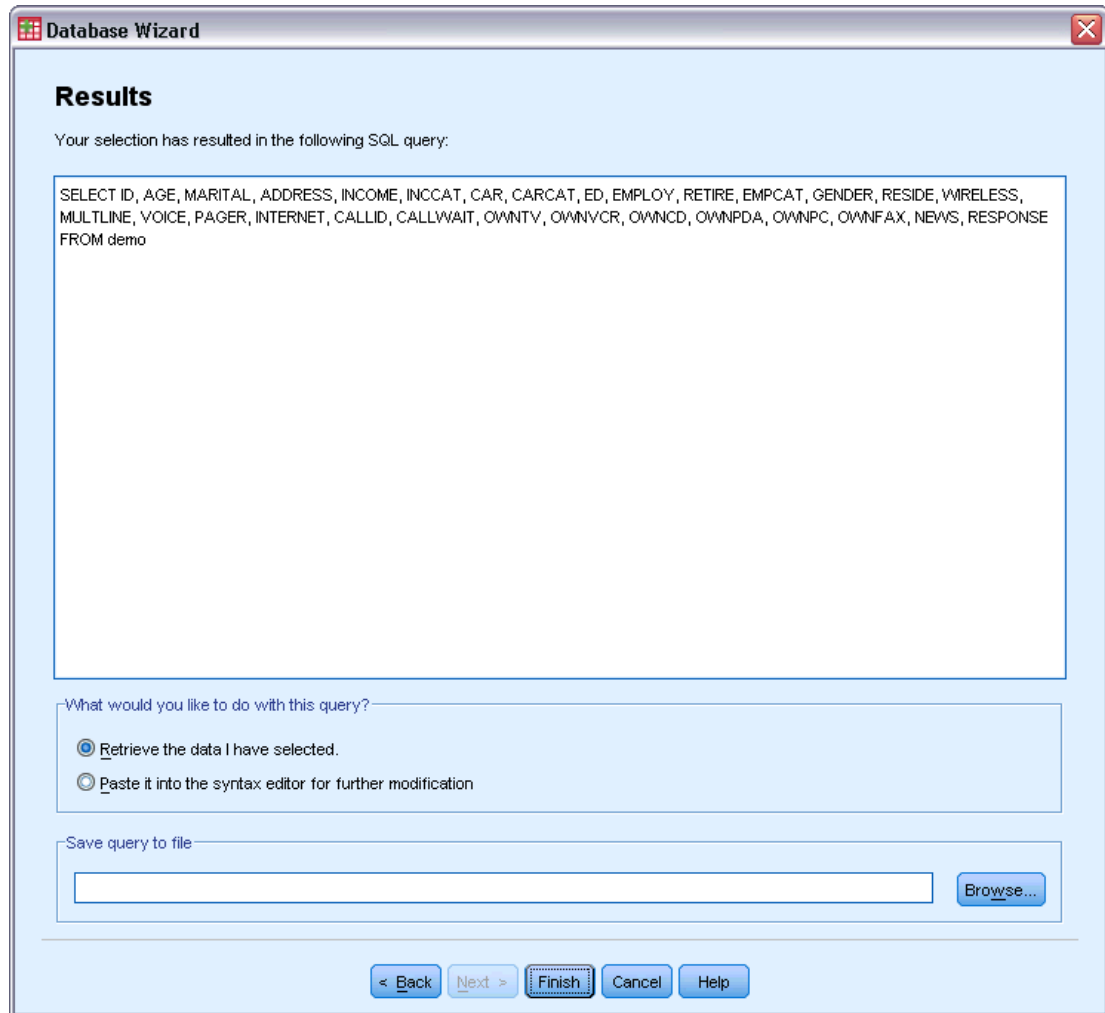 Database Wizard
Results
Your selection has resulted in the following SQL query:
SELECT ID, AGE, MARITAL, ADDRESS, INCOME, INCCAT, CAR, CARCAT, ED, EMPLOY, RETIRE, EMPCAT, GENDER, RESIDE, WIRELESS,
MULTLINE, VOICE, PAGER, INTERNET, CALLID, CALLWAIT, OWNTV, OWNVCR, OWNCD, OWNPDA, OWNPC, OWNFAX, NEWS, RESPONSE
FROM demo
What would you like to do with this query?
Retrieve the data I have selected.
Paste it into the syntax editor for further modification
Save query to file
Browse...
< Back Next > Finish Cancel Help